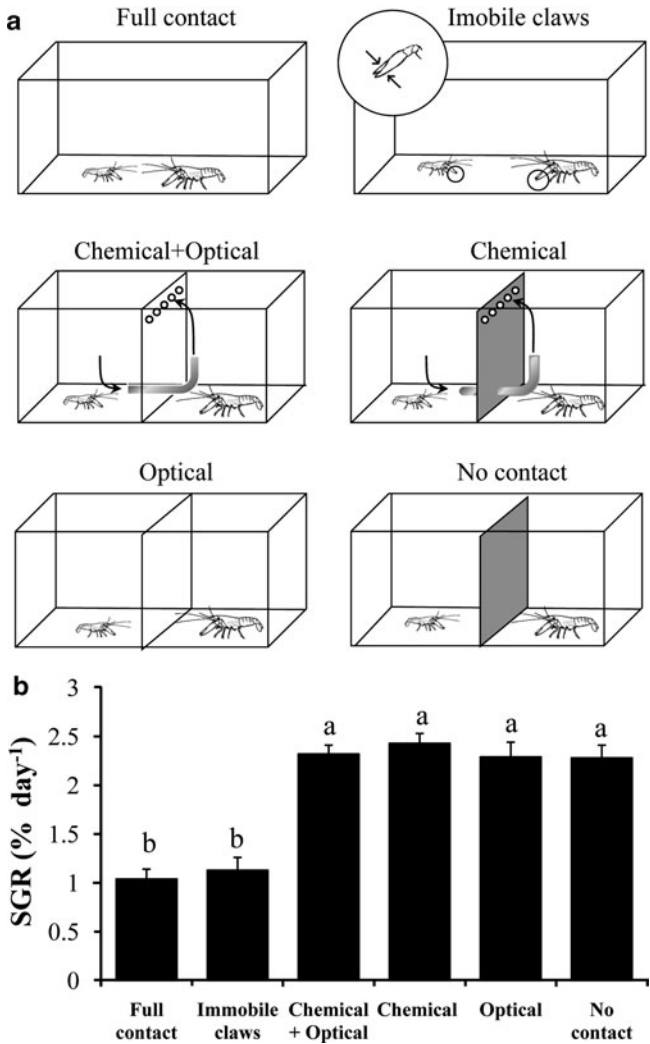 a
Full contact
Imobile claws
Chemical+Optical
Chemical
Optical
No contact
b
3
2.5
2
1.5
1
0.5
0
SGR (% day-1)
b
b
a
a
a
a
Full contact
Immobile claws
Chemical + Optical
Chemical
Optical
No contact